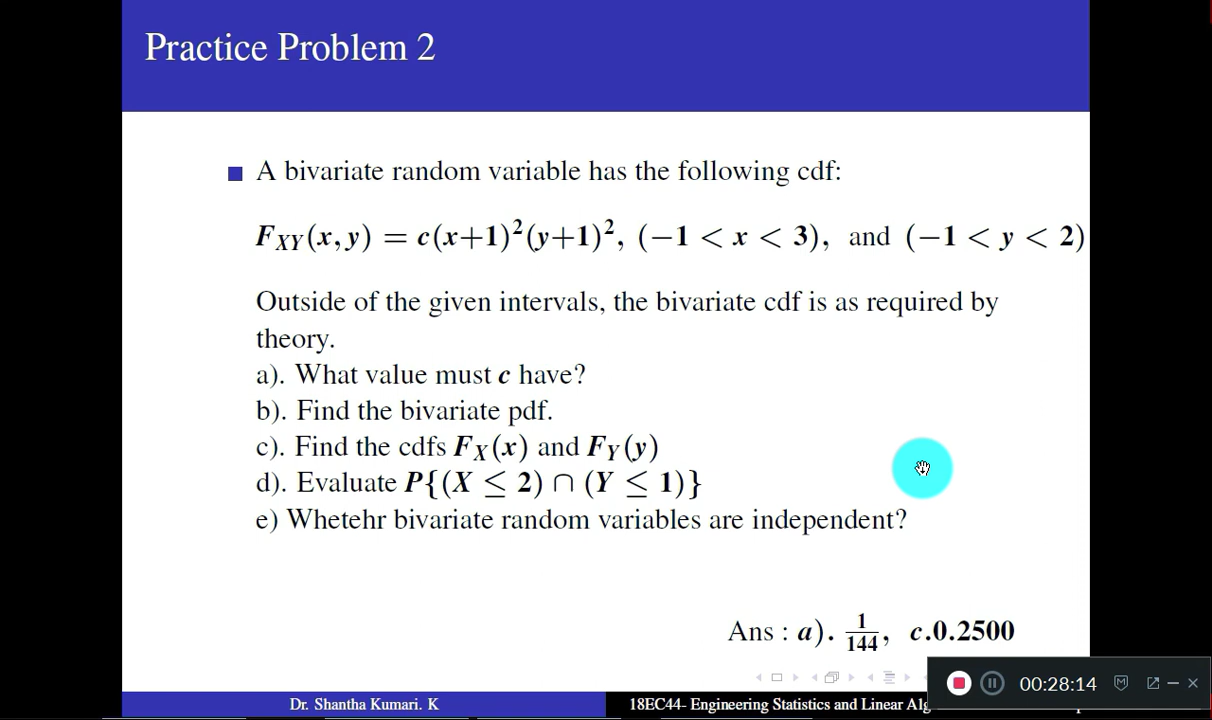 Practice Problem 2
A bivariate random variable has the following cdf:
F_{XY}(x,y) = c(x+1)^2(y+1)^2, (−1 < x < 3), and (−1 < y < 2)
Outside of the given intervals, the bivariate cdf is as required by
theory.
a). What value must c have?
b). Find the bivariate pdf.
c). Find the cdfs F_X(x) and F_Y(y)
d). Evaluate P{(X ≤ 2) ∩ (Y ≤ 1)}
e) Whetehr bivariate random variables are independent?
Ans : a). 1/144, c.0.2500
00:28:14
Dr. Shantha Kumari. K 18EC44- Engineering Statistics and Linear Alg